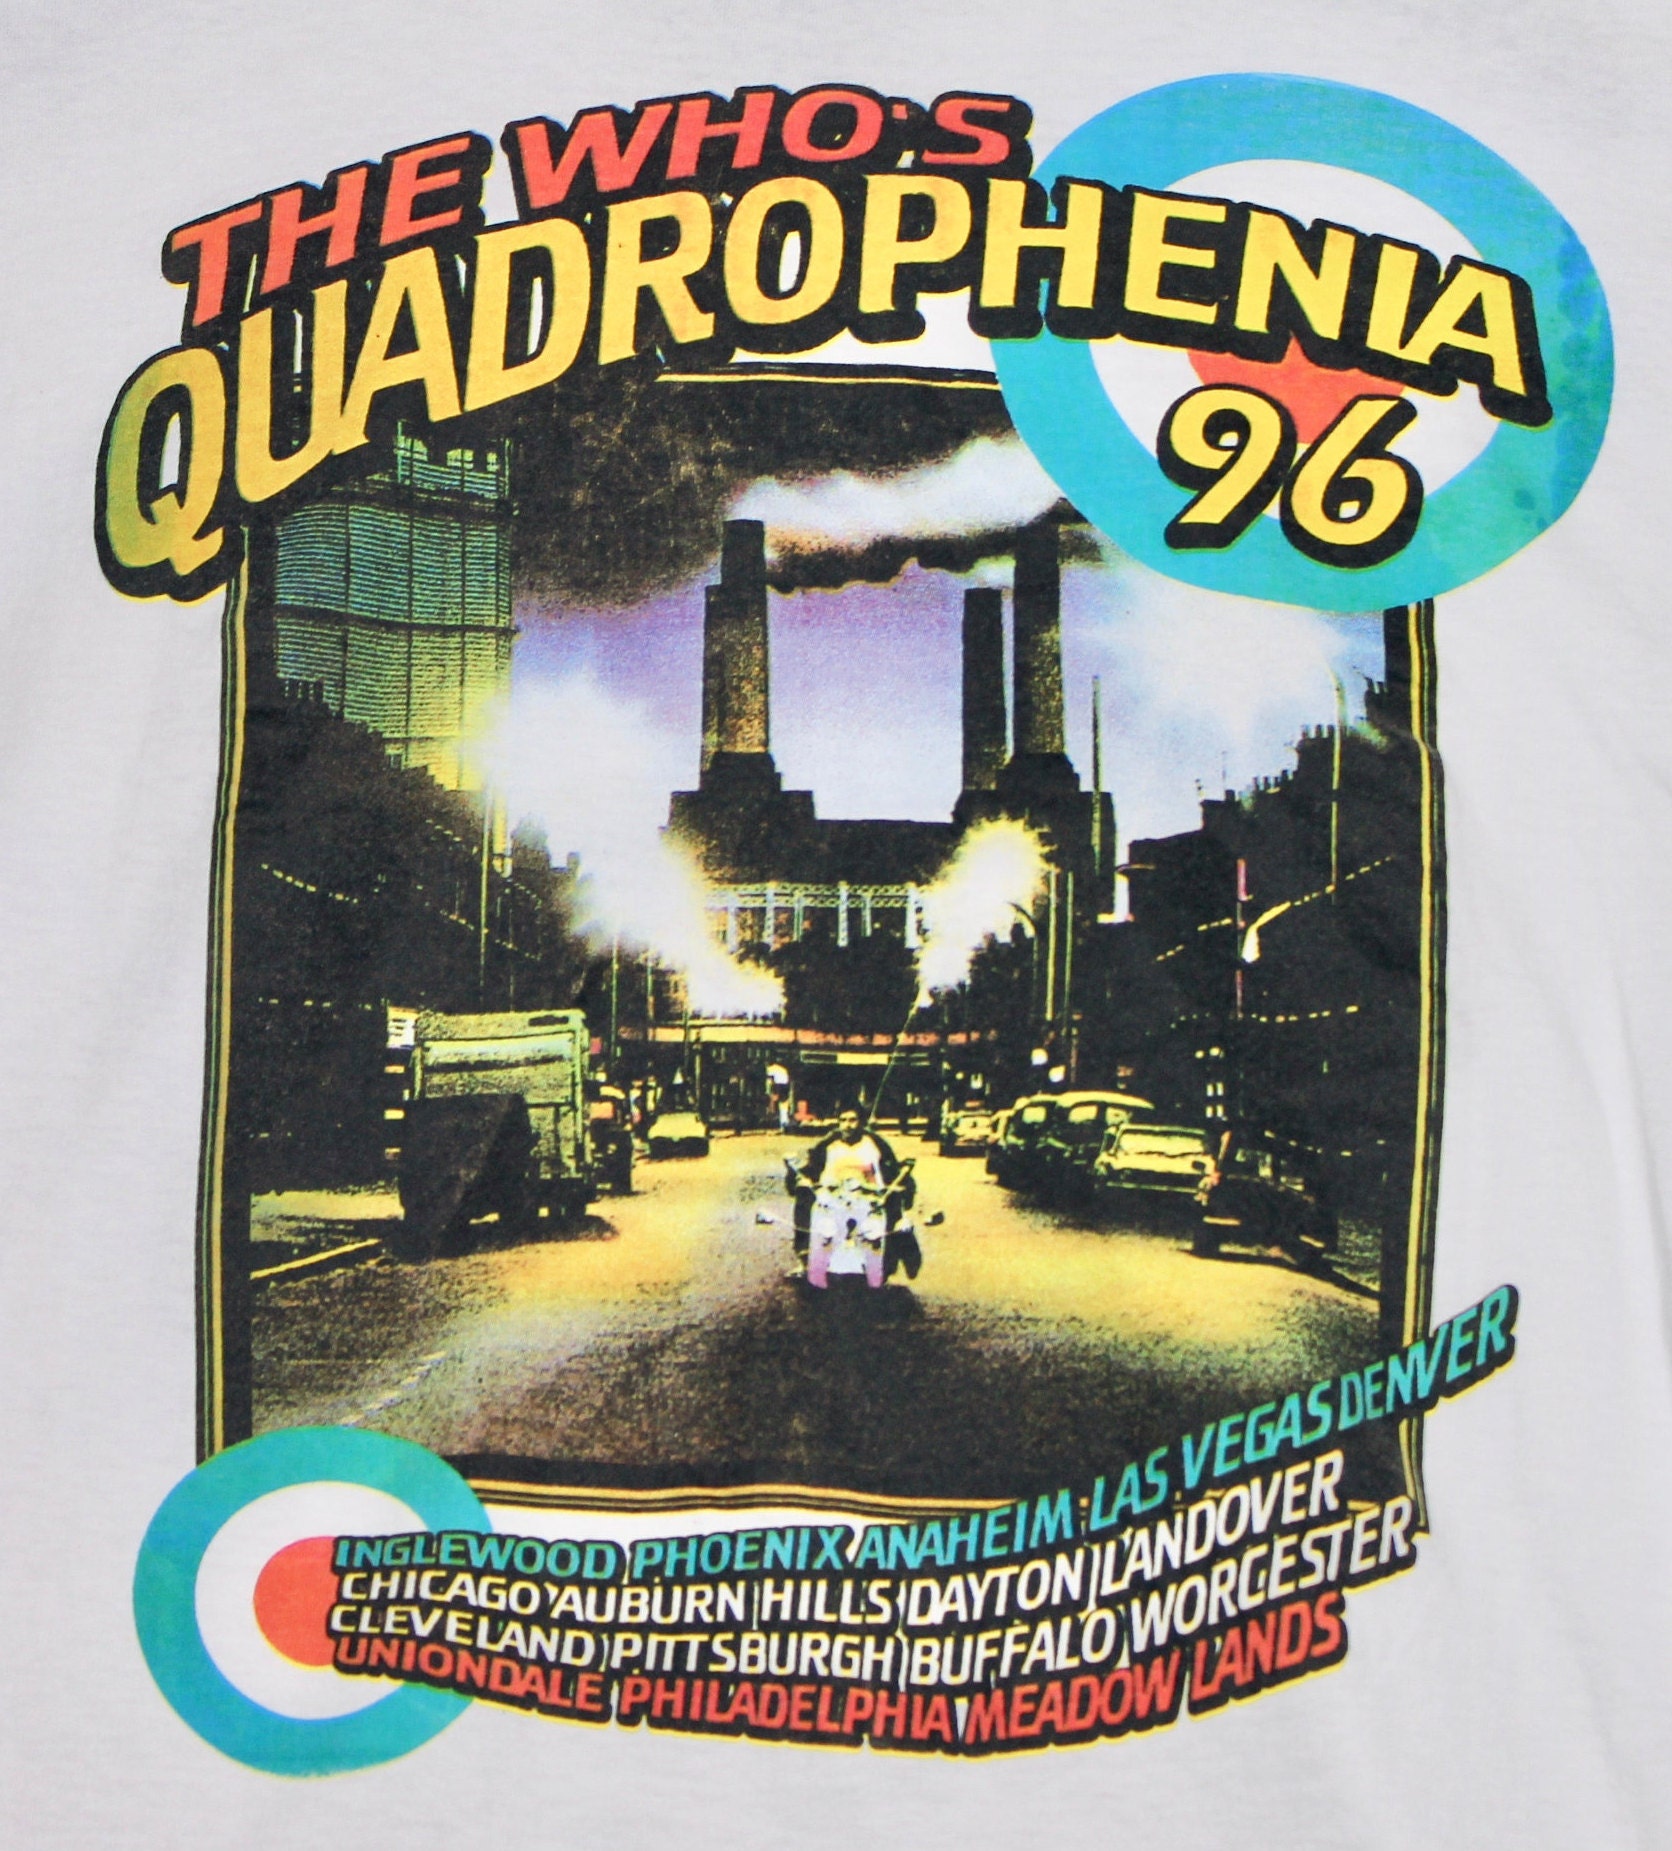 THE WHO'S
QUADROPHENIA
96
INGLEWOOD PHOENIX ANAHEIM LAS VEGAS DENVER
CHICAGO AUBURN HILLS DAYTON LANDOVER
CLEVELAND PITTSBURGH BUFFALO WORCESTER
UNIONDALE PHILADELPHIA MEADOW LANDS